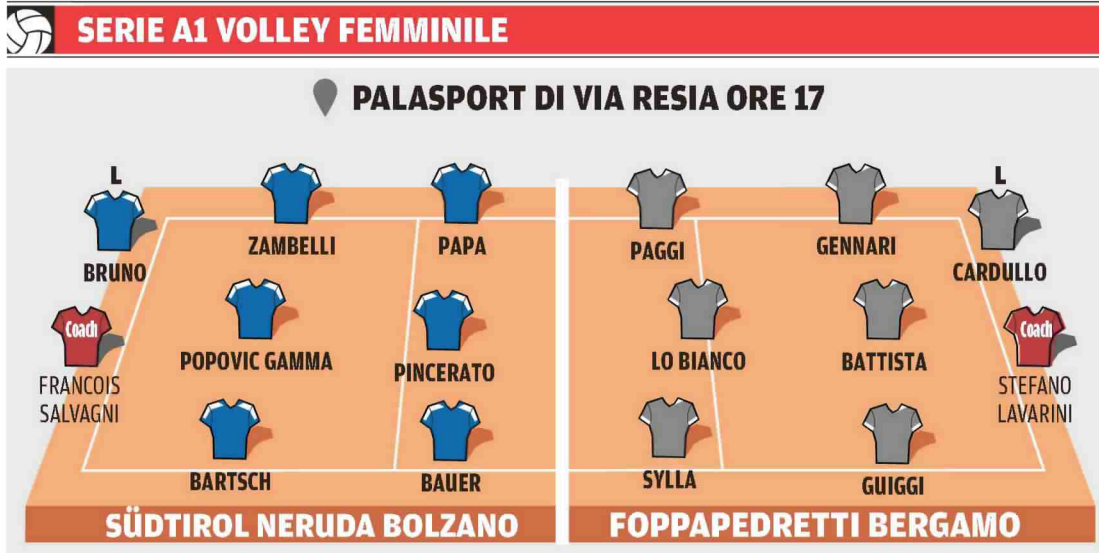 SERIE A1 VOLLEY FEMMINILE
PALASPORT DI VIA RESIA ORE 17
L
BRUNO
ZAMBELLI
PAPA
PAGGI
GENNARI
L
CARDULLO
Coach
FRANCOIS
SALVAGNI
POPOVIC GAMMA
PINCERATO
LO BIANCO
BATTISTA
Coach
STEFANO
LAVARINI
BARTSCH
BAUER
SYLLA
GUIGGI
SÜDTIROL NERUDA BOLZANO
FOPPAPEDRETTI BERGAMO